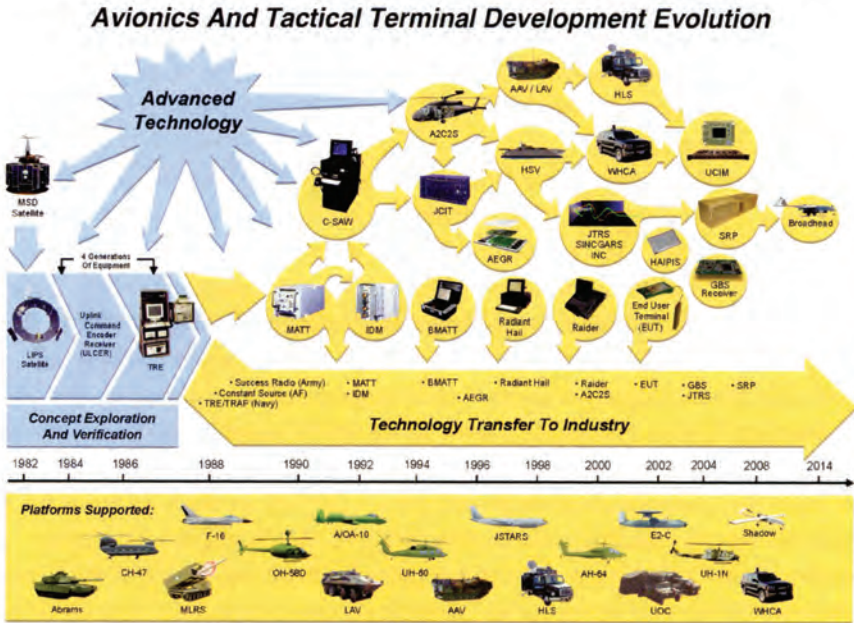 Avionics And Tactical Terminal Development Evolution
Advanced
Technology
MSD
Satellite
A2C2S
AAV / LAV
HLS
C-SAW
JCIT
HSV
WHCA
UCIM
AEGR
JTRS
SINCGARS
INC
HAIPIS
SRP
Broadhead
GBS
Receiver
4 Generations
Of Equipment
LIPS
Satellite
Uplink
Command
Encoder
Receiver
(ULCER)
TRE
MATT
IDM
BMATT
Radiant
Hail
Raider
End User
Terminal
(EUT)
• Success Radio (Army)
• Constant Source (AF)
• TRE/TRAP (Navy)
• MATT
• IDM
• BMATT
• AEGR
• Radiant Hail
• Raider
• A2C2S
• EUT
• GBS
• JTRS
• SRP
Concept Exploration
And Verification
Technology Transfer To Industry
1982 1984 1986 1988 1990 1992 1994 1996 1998 2000 2002 2004 2008 2014
Platforms Supported:
F-16
A/OA-10
JSTARS
E2-C
Shadow
CH-47
OH-58D
UH-60
AH-64
UH-1N
Abrams
MLRS
LAV
AAV
HLS
UOC
WHCA